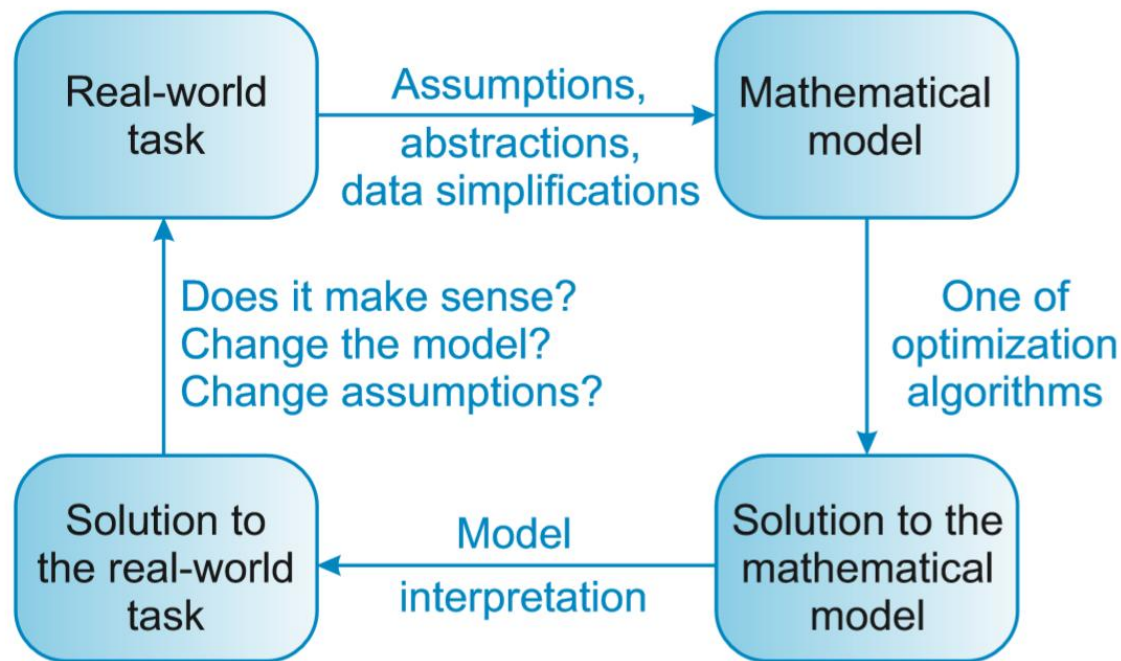 Real-world
task
Assumptions,
abstractions,
data simplifications
Mathematical
model
Does it make sense?
Change the model?
Change assumptions?
One of
optimization
algorithms
Solution to
the real-world
task
Model
interpretation
Solution to the
mathematical
model